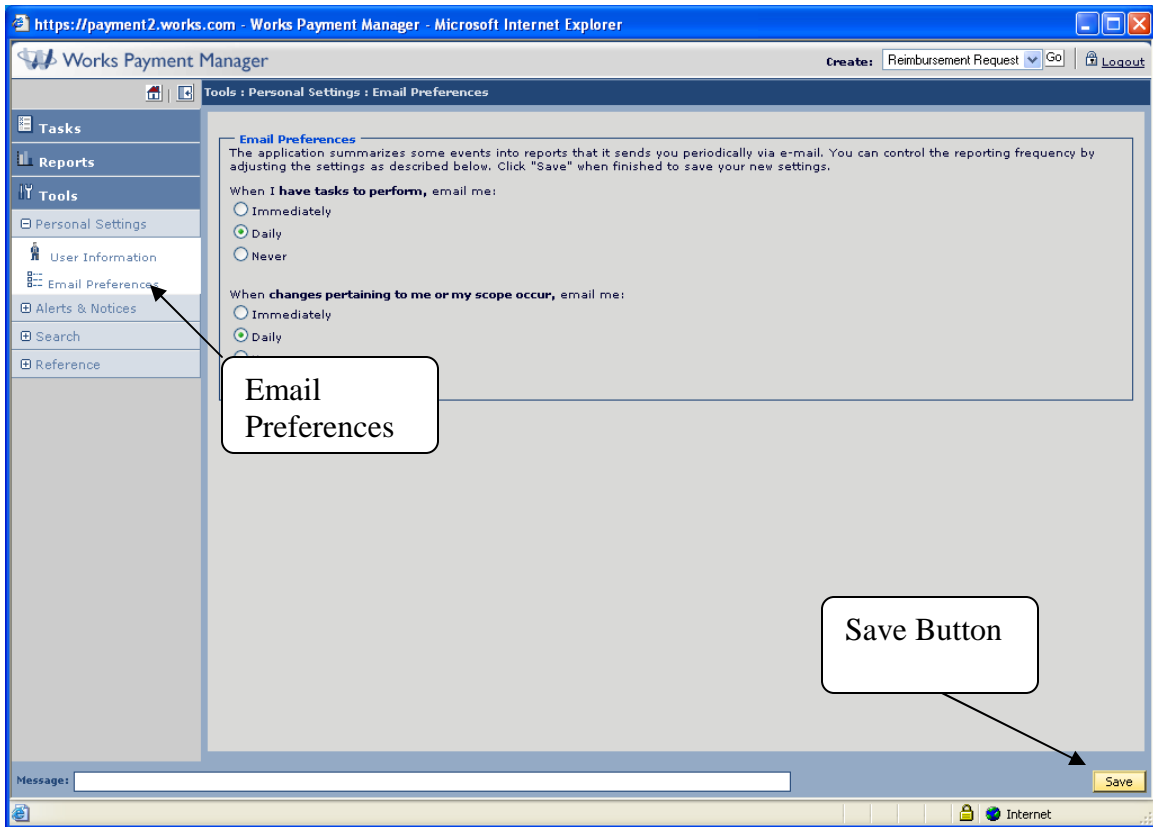 https://payment2.works.com - Works Payment Manager - Microsoft Internet Explorer
Works Payment Manager
Create: Reimbursement Request Go Logout
Tools : Personal Settings : Email Preferences
Tasks
Reports
Tools
Personal Settings
User Information
Email Preferences
Alerts & Notices
Search
Reference
Email Preferences
The application summarizes some events into reports that it sends you periodically via e-mail. You can control the reporting frequency by
adjusting the settings as described below. Click "Save" when finished to save your new settings.
When I have tasks to perform, email me:
Immediately
Daily
Never
When changes pertaining to me or my scope occur, email me:
Immediately
Daily
Email
Preferences
Save Button
Message:
Save
Internet